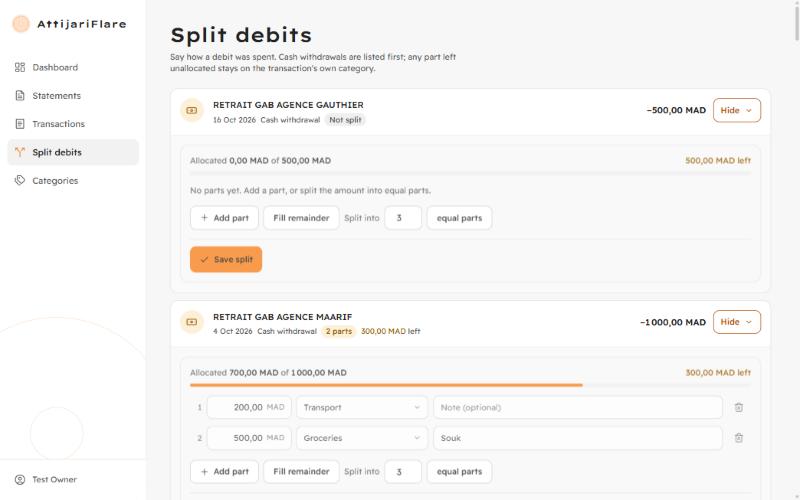 AttijariFlare
Dashboard
Statements
Transactions
Split debits
Categories
Test Owner
Split debits
Say how a debit was spent. Cash withdrawals are listed first; any part left
unallocated stays on the transaction's own category.
RETRAIT GAB AGENCE GAUTHIER
16 Oct 2026 Cash withdrawal Not split
−500,00 MAD Hide
Allocated 0,00 MAD of 500,00 MAD 500,00 MAD left
No parts yet. Add a part, or split the amount into equal parts.
+ Add part Fill remainder Split into 3 equal parts
Save split
RETRAIT GAB AGENCE MAARIF
4 Oct 2026 Cash withdrawal 2 parts 300,00 MAD left
−1 000,00 MAD Hide
Allocated 700,00 MAD of 1 000,00 MAD 300,00 MAD left
1 200,00 MAD Transport Note (optional)
2 500,00 MAD Groceries Souk
+ Add part Fill remainder Split into 3 equal parts